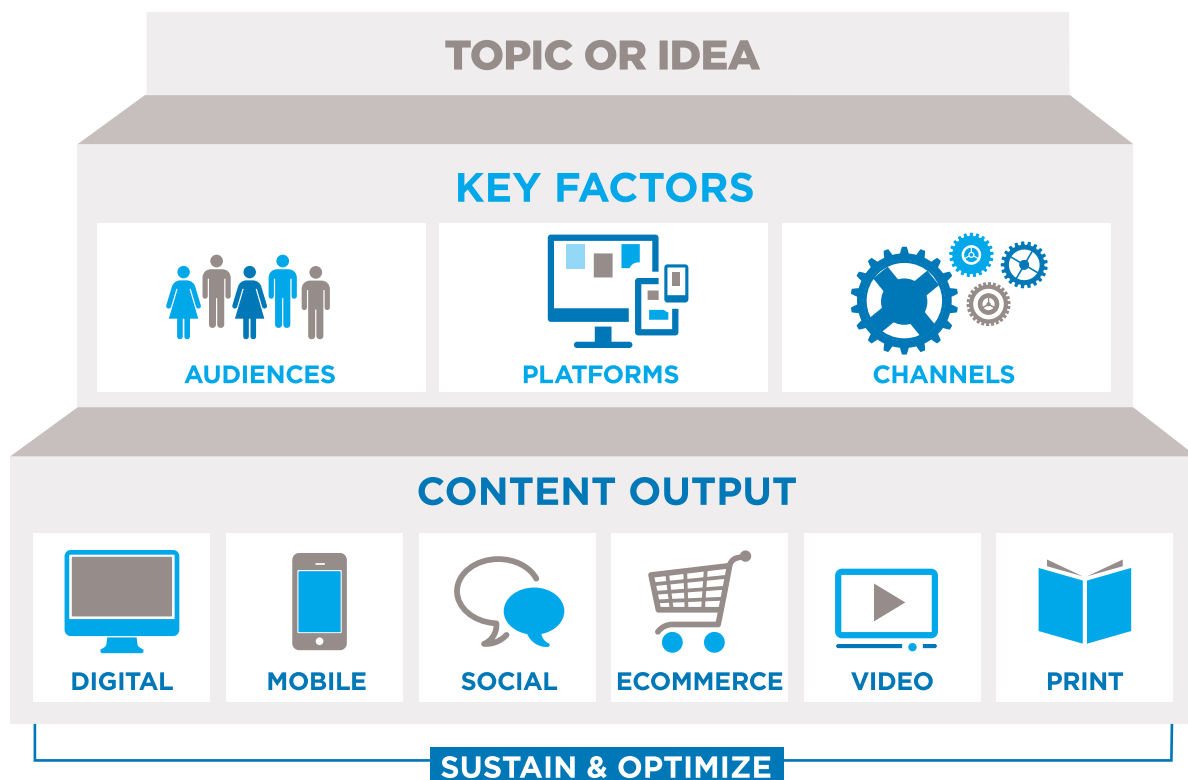 TOPIC OR IDEA
KEY FACTORS
AUDIENCES
PLATFORMS
CHANNELS
CONTENT OUTPUT
DIGITAL
MOBILE
SOCIAL
ECOMMERCE
VIDEO
PRINT
SUSTAIN & OPTIMIZE